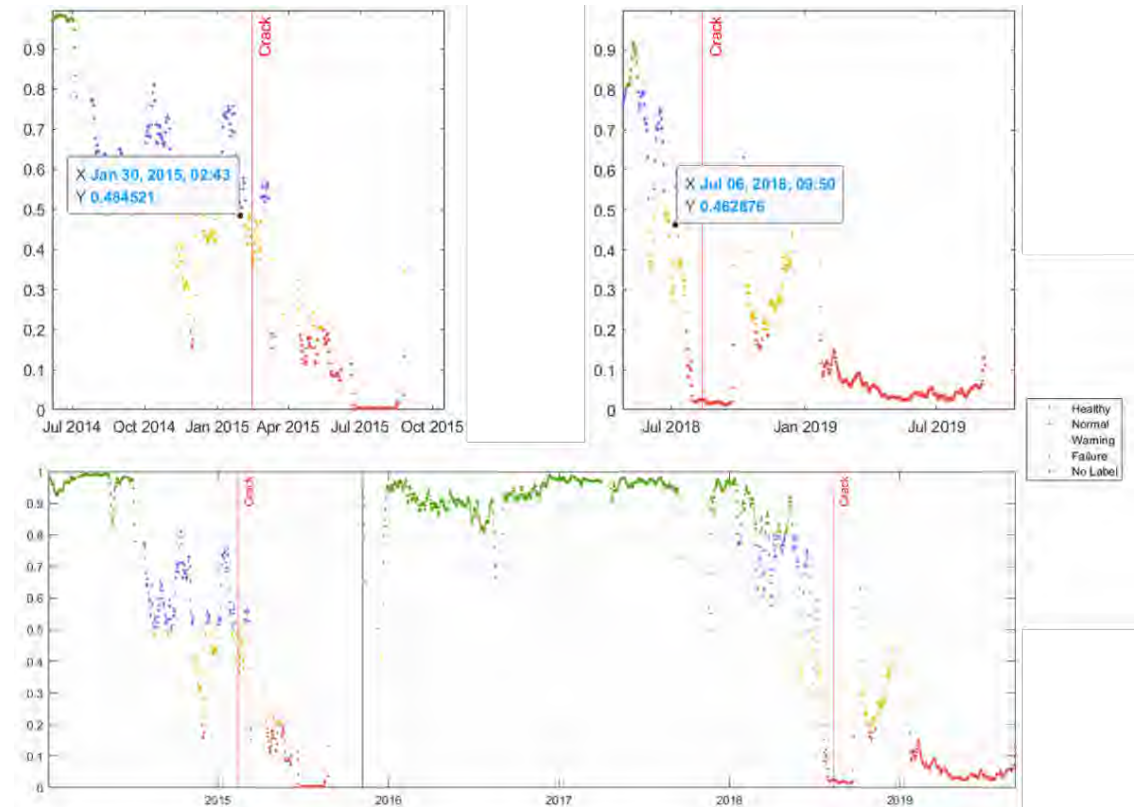 Crack
0.9
0.8
0.7
0.6
0.5
0.4
0.3
0.2
0.1
0
X Jan 30, 2015, 02:43
Y 0.484521
Jul 2014 Oct 2014 Jan 2015 Apr 2015 Jul 2015 Oct 2015
Crack
0.9
0.8
0.7
0.6
0.5
0.4
0.3
0.2
0.1
0
X Jul 06, 2018, 09:50
Y 0.462876
Jul 2018 Jan 2019 Jul 2019
Healthy
Normal
Warning
Failure
No Label
1
0.9
0.8
0.7
0.6
0.5
0.4
0.3
0.2
0.1
0
Crack
Crack
2015 2016 2017 2018 2019